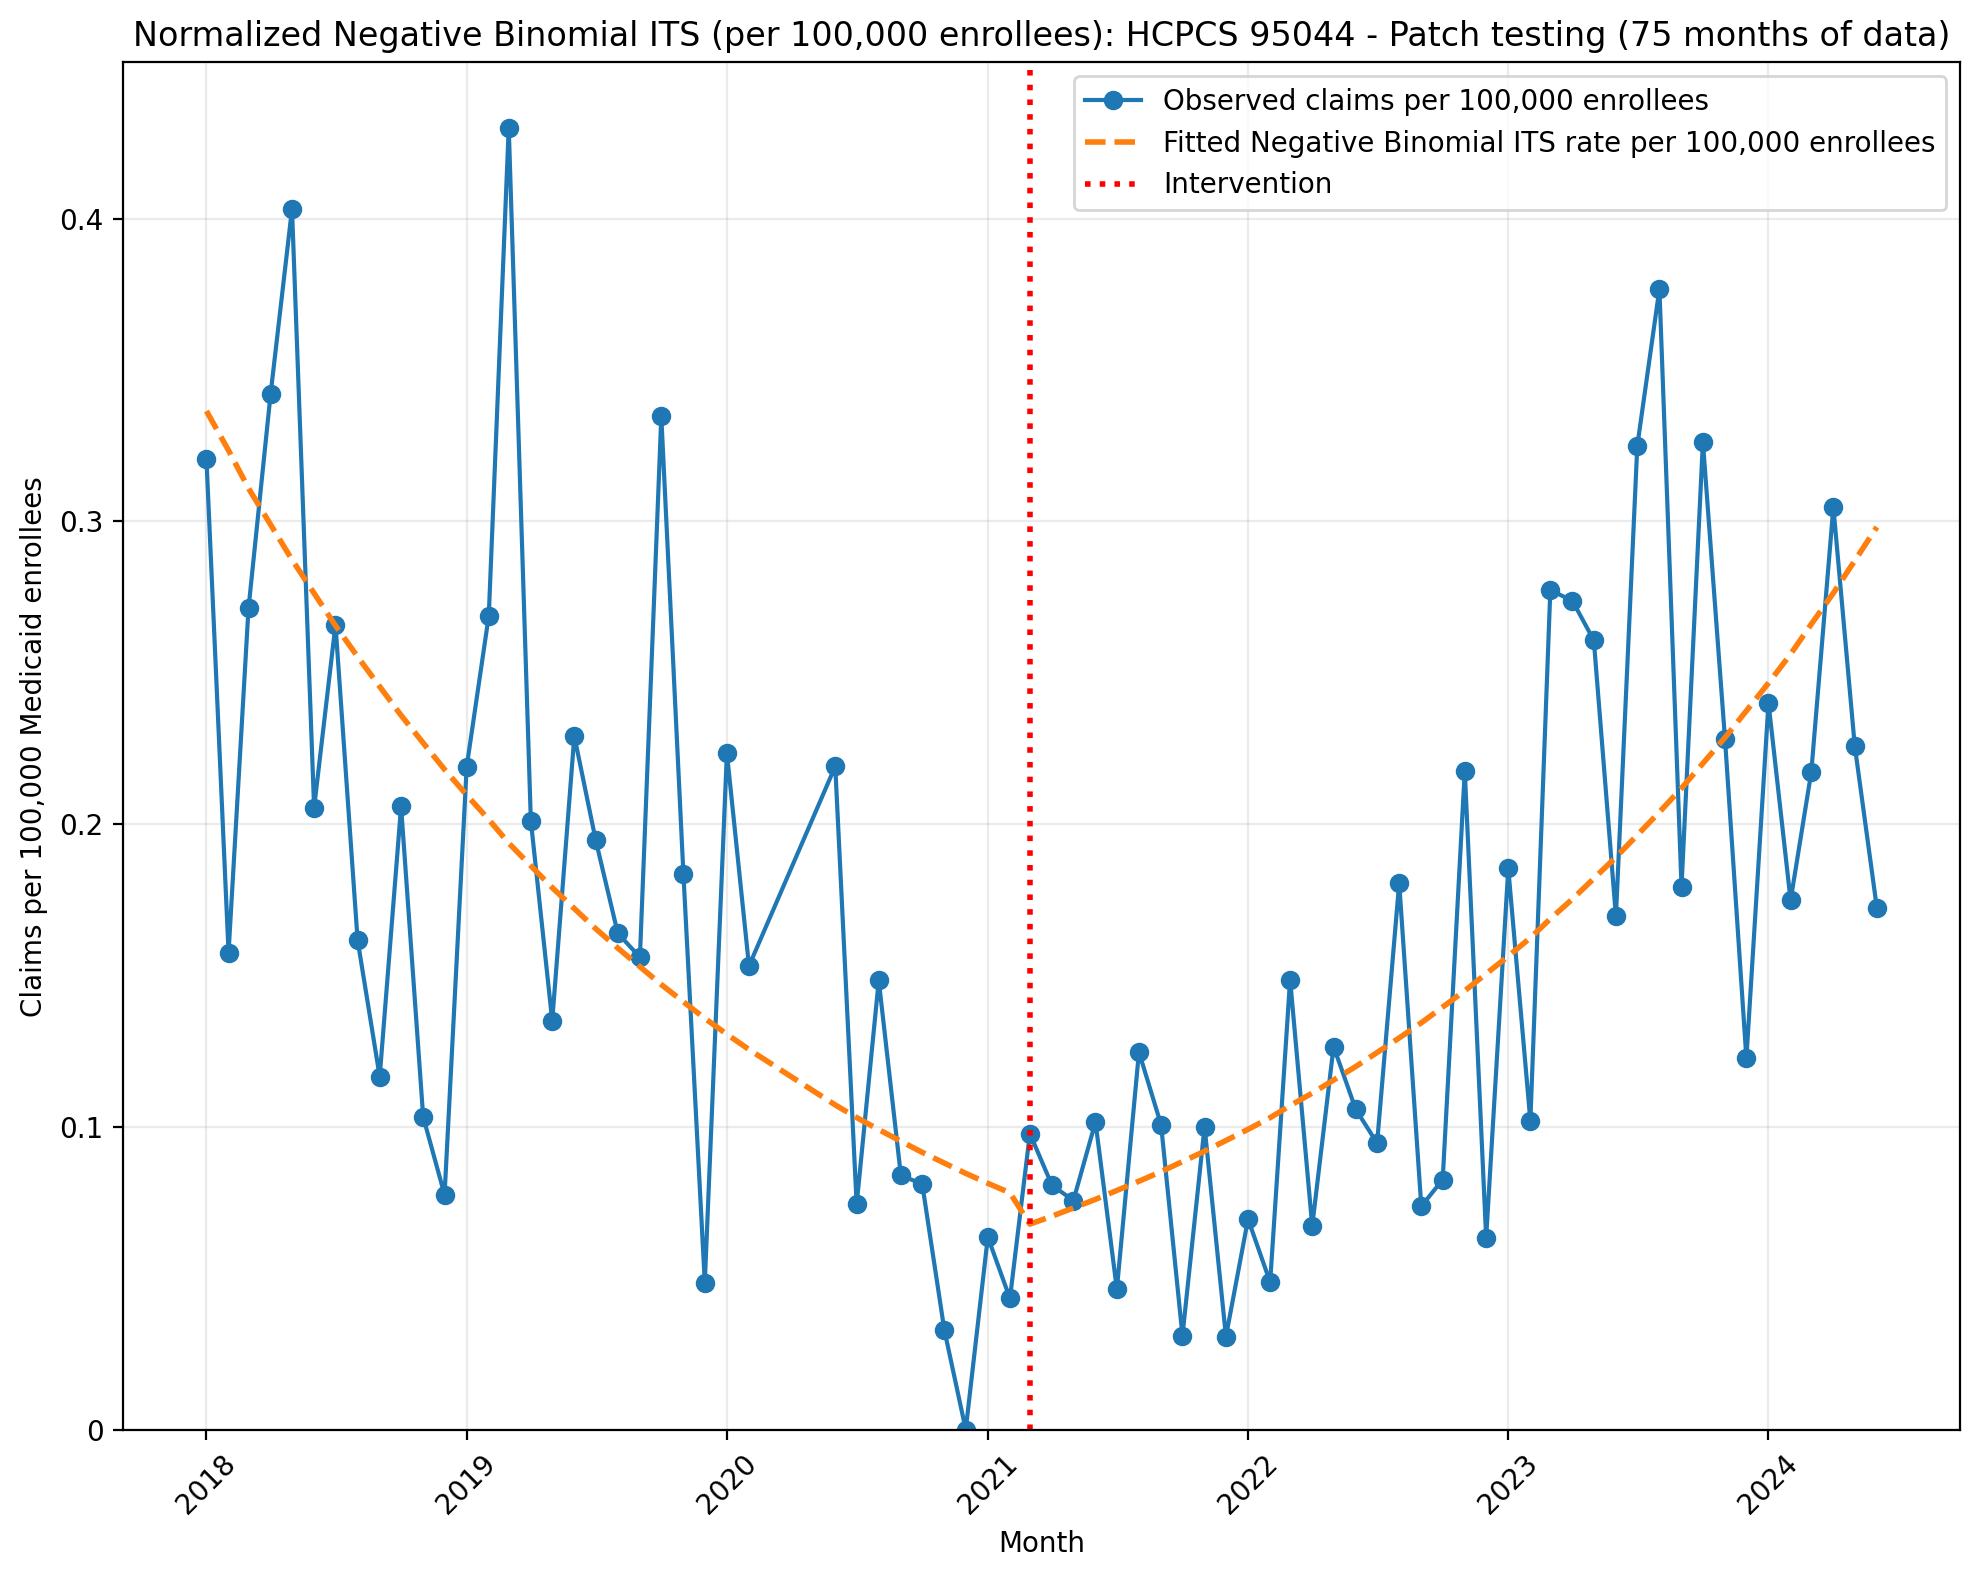 Normalized Negative Binomial ITS (per 100,000 enrollees): HCPCS 95044 - Patch testing (75 months of data)
Observed claims per 100,000 enrollees
Fitted Negative Binomial ITS rate per 100,000 enrollees
Intervention
Claims per 100,000 Medicaid enrollees
0.4
0.3
0.2
0.1
0
2018
2019
2020
2021
2022
2023
2024
Month